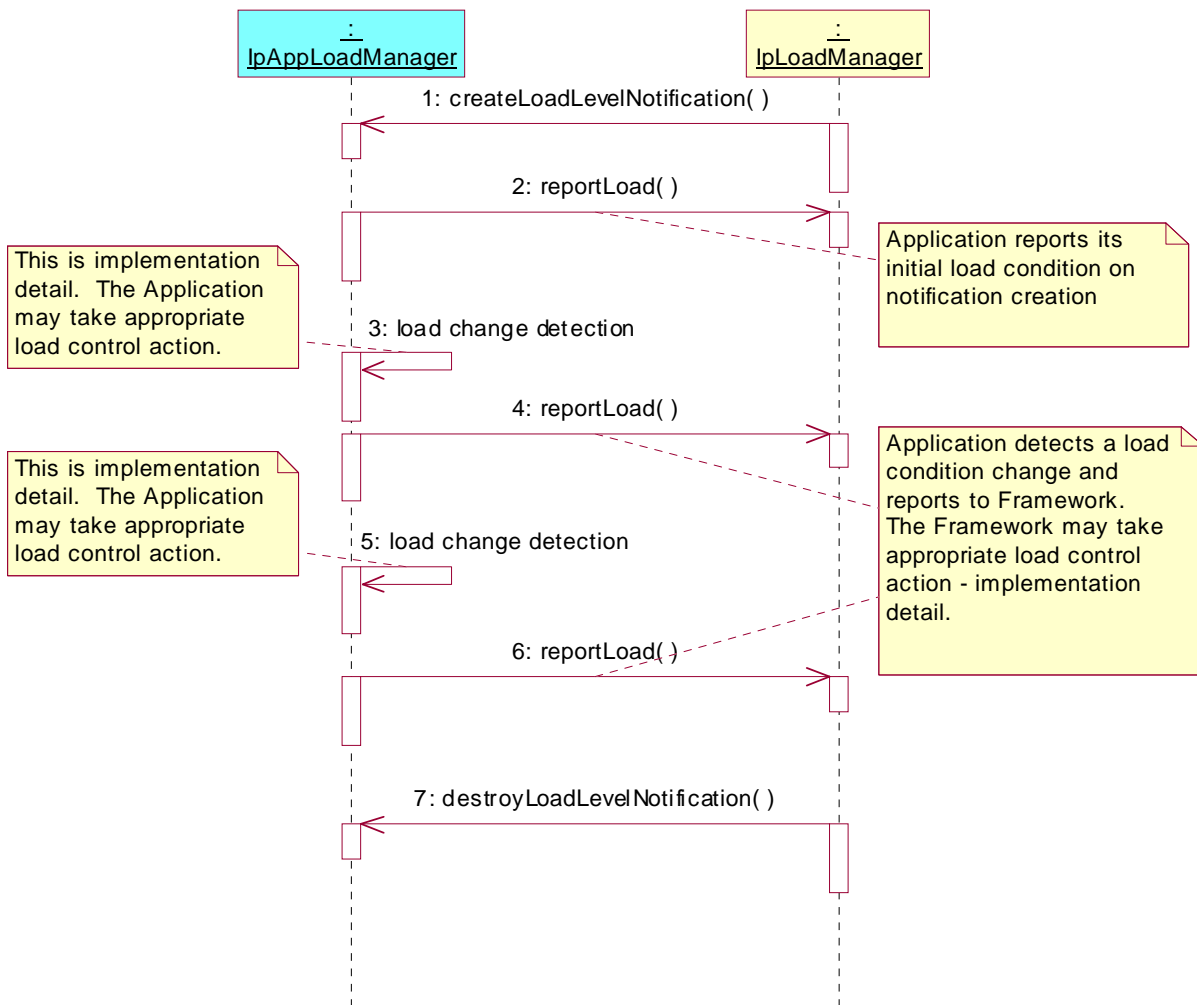 :
IpAppLoadManager
:
IpLoadManager
1: createLoadLevelNotification( )
2: reportLoad( )
Application reports its
initial load condition on
notification creation
This is implementation
detail.  The Application
may take appropriate
load control action.
3: load change detection
4: reportLoad( )
Application detects a load
condition change and
reports to Framework.
The Framework may take
appropriate load control
action - implementation
detail.
This is implementation
detail.  The Application
may take appropriate
load control action.
5: load change detection
6: reportLoad( )
7: destroyLoadLevelNotification( )